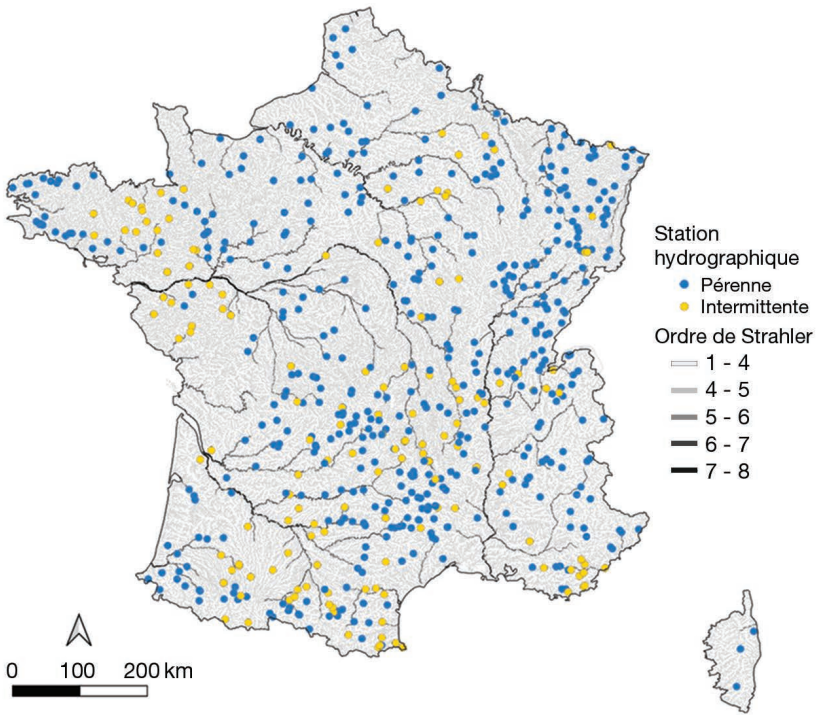 Station
hydrographique
Pérenne
Intermittente
Ordre de Strahler
1 - 4
4 - 5
5 - 6
6 - 7
7 - 8
0 100 200 km